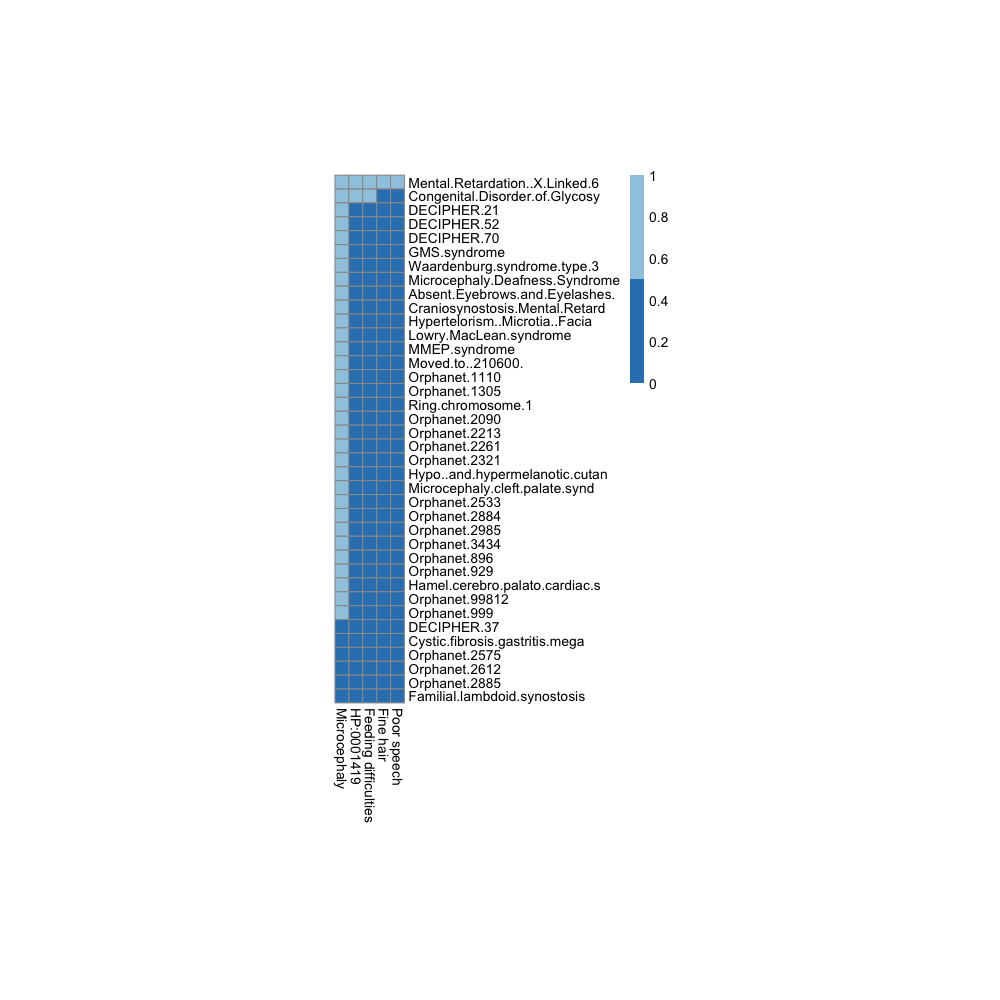 Mental.Retardation..X.Linked.6
Congenital.Disorder.of.Glycosy
DECIPHER.21
DECIPHER.52
DECIPHER.70
GMS.syndrome
Waardenburg.syndrome.type.3
Microcephaly.Deafness.Syndrome
Absent.Eyebrows.and.Eyelashes.
Craniosynostosis.Mental.Retard
Hypertelorism..Microtia..Facia
Lowry.MacLean.syndrome
MMEP.syndrome
Moved.to..210600.
Orphanet.1110
Orphanet.1305
Ring.chromosome.1
Orphanet.2090
Orphanet.2213
Orphanet.2261
Orphanet.2321
Hypo..and.hypermelanotic.cutan
Microcephaly.cleft.palate.synd
Orphanet.2533
Orphanet.2884
Orphanet.2985
Orphanet.3434
Orphanet.896
Orphanet.929
Hamel.cerebro.palato.cardiac.s
Orphanet.99812
Orphanet.999
DECIPHER.37
Cystic.fibrosis.gastritis.mega
Orphanet.2575
Orphanet.2612
Orphanet.2885
Familial.lambdoid.synostosis
1
0.8
0.6
0.4
0.2
0
Microcephaly
HP:0001419
Feeding difficulties
Fine hair
Poor speech